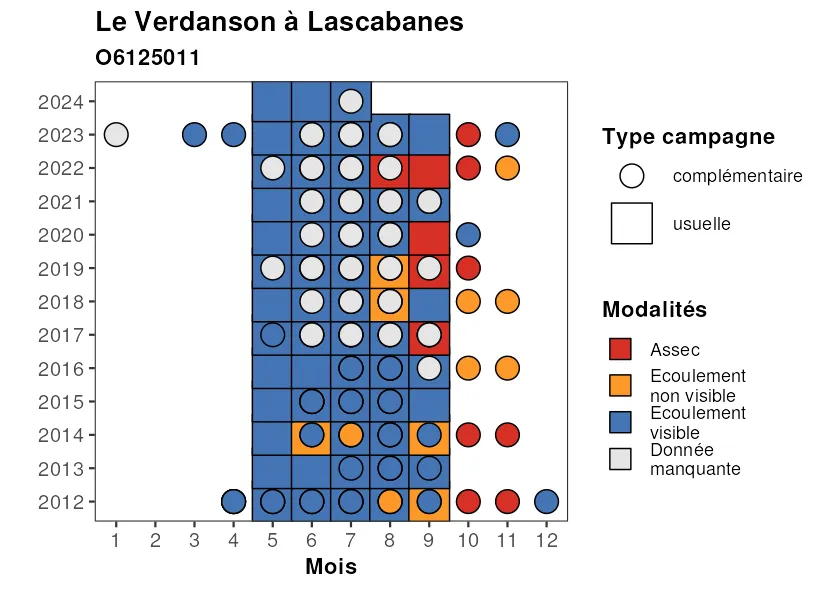 Le Verdanson à Lascabanes
O6125011
2024
2023
2022
2021
2020
2019
2018
2017
2016
2015
2014
2013
2012
1 2 3 4 5 6 7 8 9 10 11 12
Mois
Type campagne
complémentaire
usuelle
Modalités
Assec
Ecoulement
non visible
Ecoulement
visible
Donnée
manquante